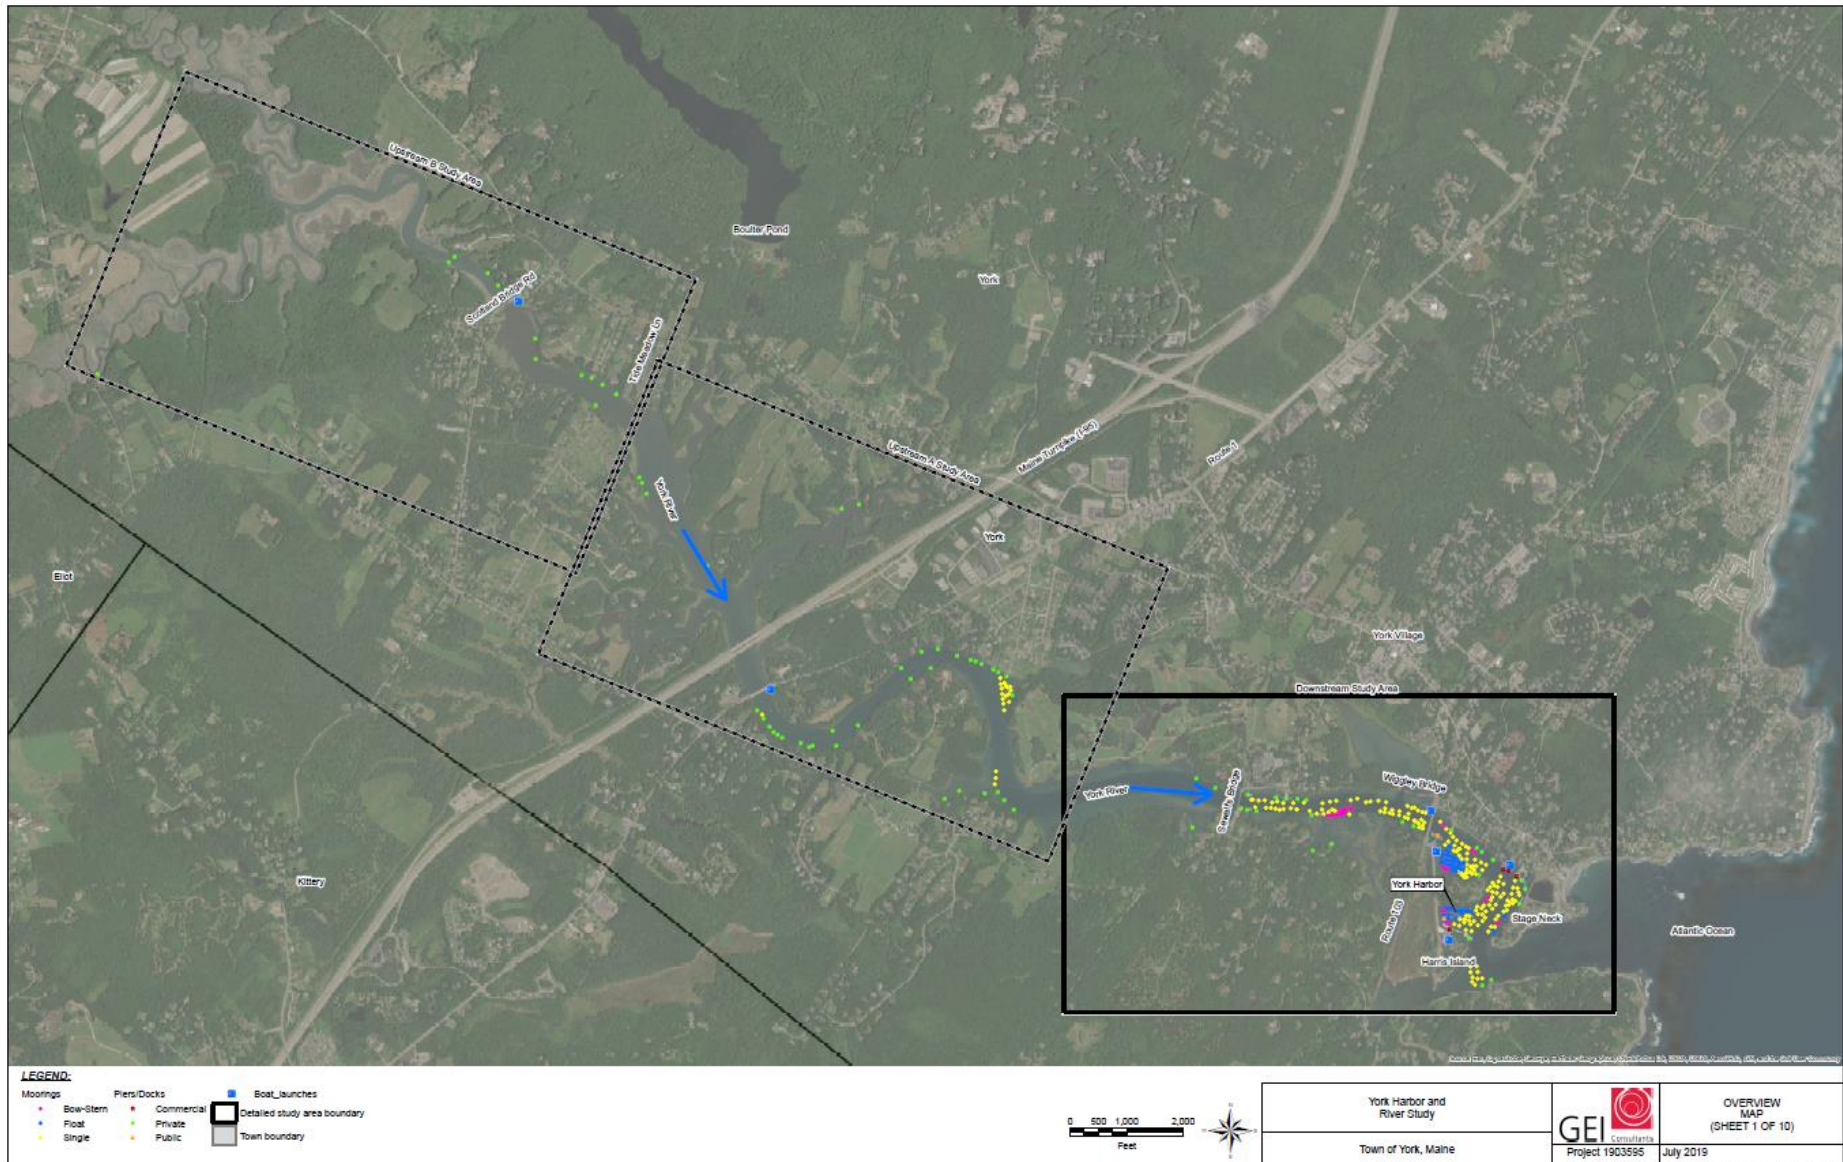 Upstream B Study Area
Boulter Pond
York
Scotland Bridge Rd
Tide Meadow Ln
Maine Turnpike (I-95)
Upstream A Study Area
Route 1
York River
York
Eliot
York Village
Downstream Study Area
Wiggley Bridge
York River
Sewalls Bridge
Kittery
York Harbor
Route 103
Stage Neck
Atlantic Ocean
Harris Island
LEGEND:
Moorings
Bow-Stern
Float
Single
Piers/Docks
Commercial
Private
Public
Boat_launches
Detailed study area boundary
Town boundary
0 500 1,000 2,000
Feet
York Harbor and
River Study
Town of York, Maine
GEI
Consultants
Project 1903595
July 2019
OVERVIEW
MAP
(SHEET 1 OF 10)